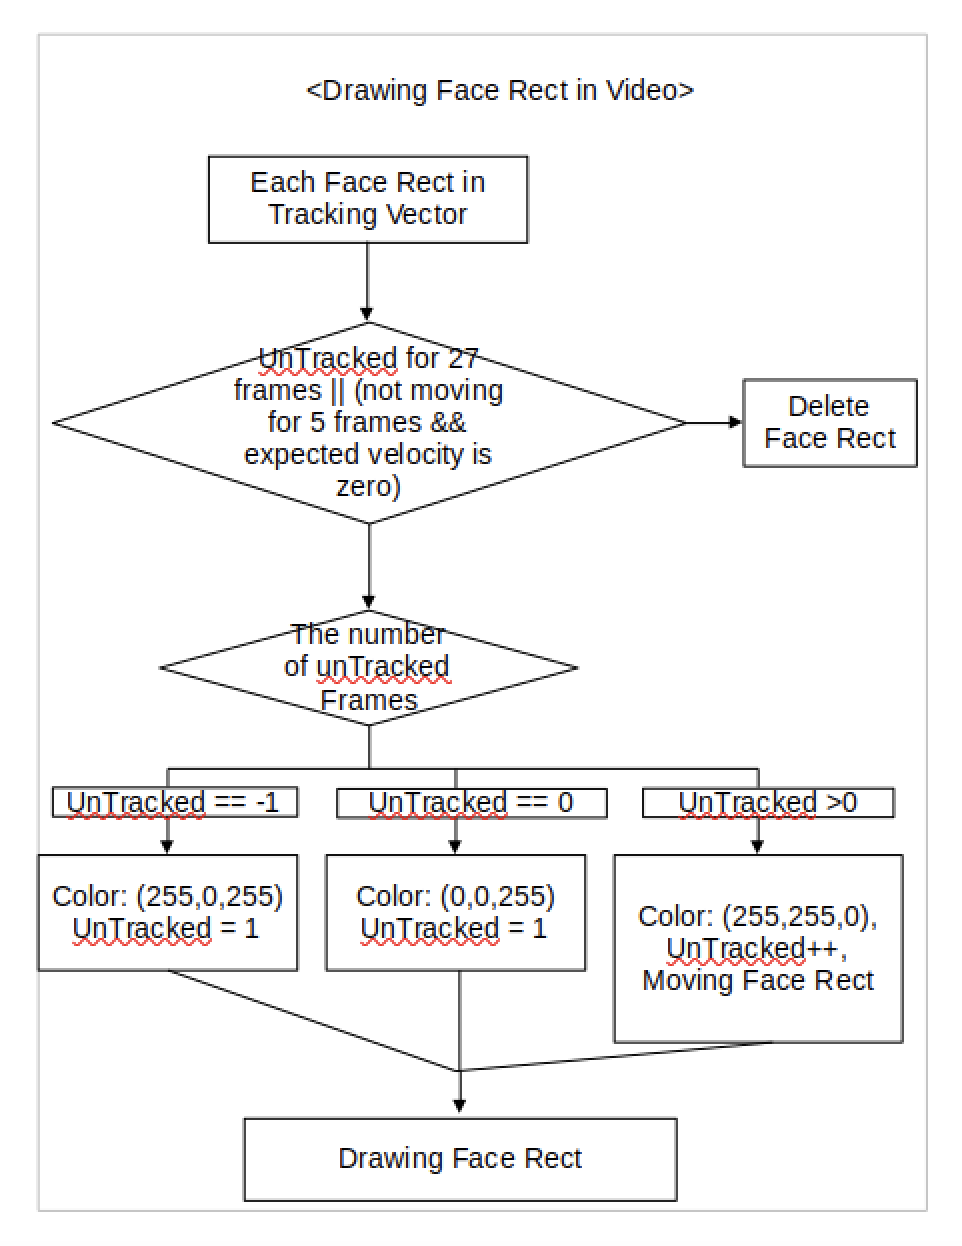 <Drawing Face Rect in Video>
Each Face Rect in
Tracking Vector
UnTracked for 27
frames || (not moving
for 5 frames &&
expected velocity is
zero)
Delete
Face Rect
The number
of unTracked
Frames
UnTracked == -1
UnTracked == 0
UnTracked >0
Color: (255,0,255)
UnTracked = 1
Color: (0,0,255)
UnTracked = 1
Color: (255,255,0),
UnTracked++,
Moving Face Rect
Drawing Face Rect